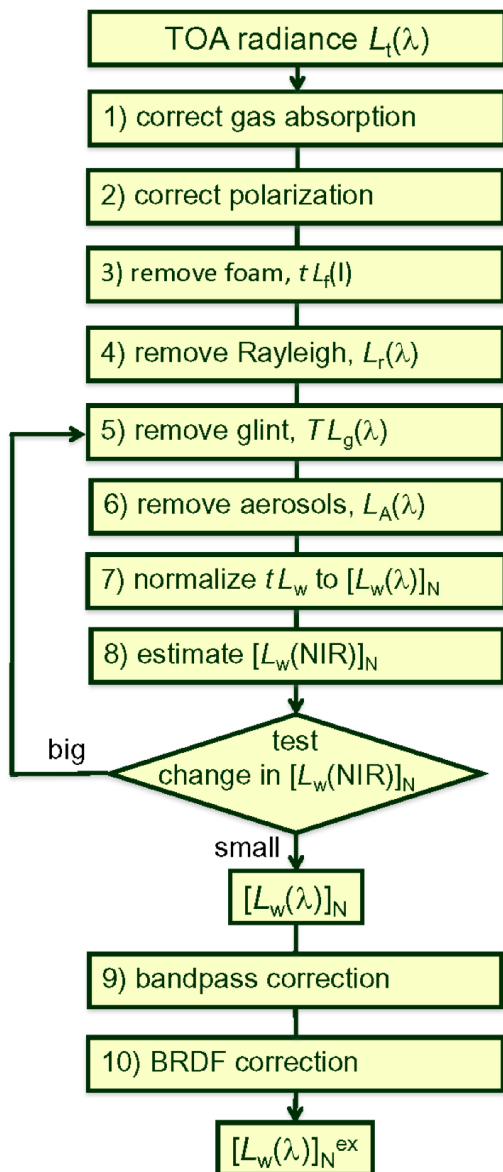 TOA radiance Lt(λ)
1) correct gas absorption
2) correct polarization
3) remove foam, t Lf(l)
4) remove Rayleigh, Lr(λ)
5) remove glint, T Lg(λ)
6) remove aerosols, LA(λ)
7) normalize t Lw to [Lw(λ)]N
8) estimate [Lw(NIR)]N
big
test
change in [Lw(NIR)]N
small
[Lw(λ)]N
9) bandpass correction
10) BRDF correction
[Lw(λ)]N ex